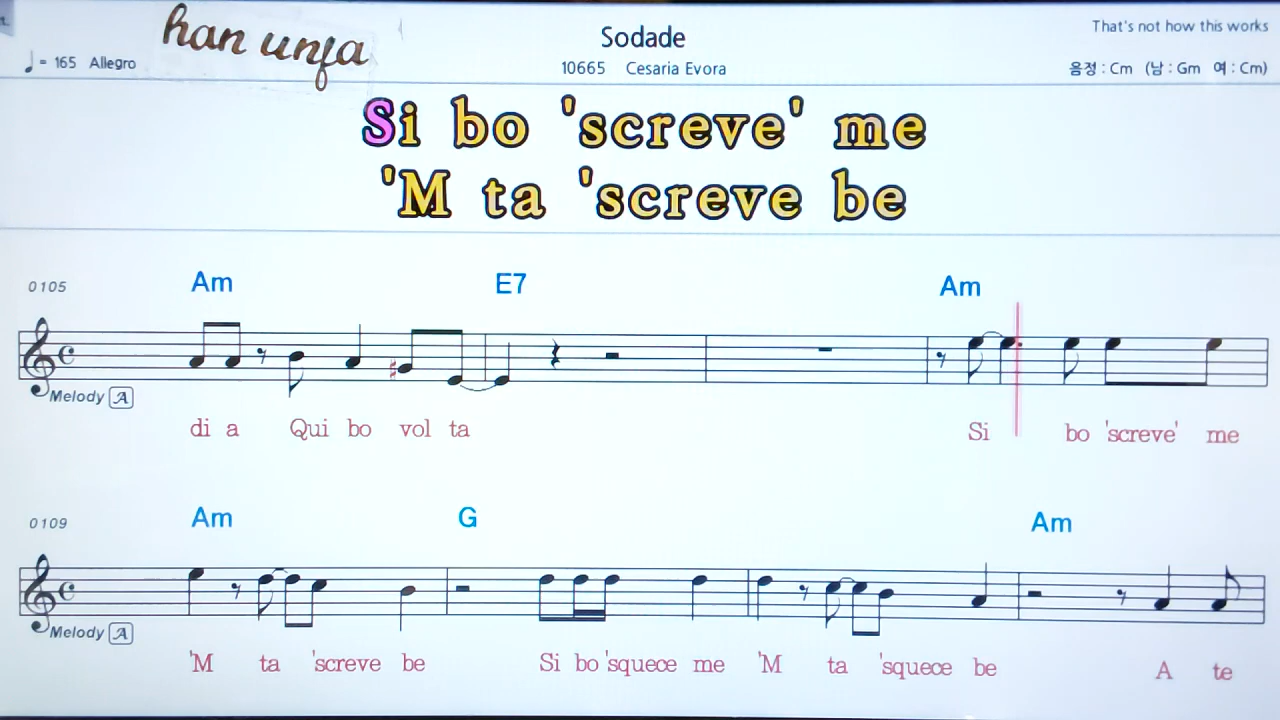 han unfa
Sodade
That's not how this works
♩ = 165 Allegro
10665 Cesaria Evora
음정 : Cm (남 : Gm 여 : Cm)
Si bo 'screve' me
'M ta 'screve be
0105 Am E7 Am
Melody A
di a Qui bo vol ta Si bo 'screve' me
0109 Am G Am
Melody A
'M ta 'screve be Si bo 'squece me 'M ta 'squece be A te